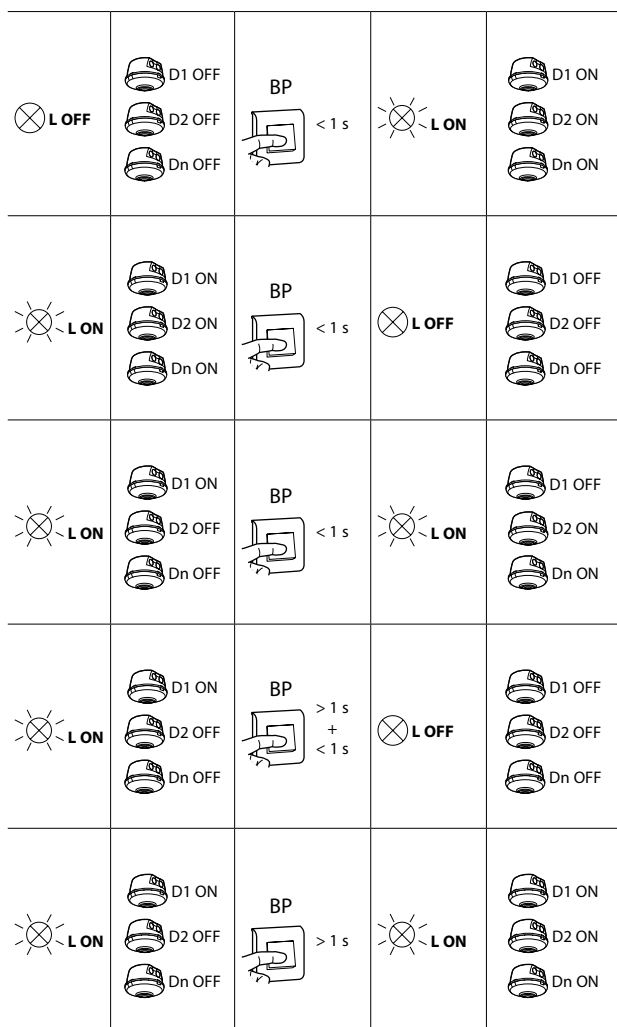 L OFF
D1 OFF
D2 OFF
Dn OFF
BP
< 1 s
L ON
D1 ON
D2 ON
Dn ON
L ON
D1 ON
D2 ON
Dn ON
BP
< 1 s
L OFF
D1 OFF
D2 OFF
Dn OFF
L ON
D1 ON
D2 OFF
Dn OFF
BP
< 1 s
L ON
D1 OFF
D2 ON
Dn ON
L ON
D1 ON
D2 OFF
Dn OFF
BP
> 1 s
+
< 1 s
L OFF
D1 OFF
D2 OFF
Dn OFF
L ON
D1 ON
D2 OFF
Dn OFF
BP
> 1 s
L ON
D1 ON
D2 ON
Dn ON